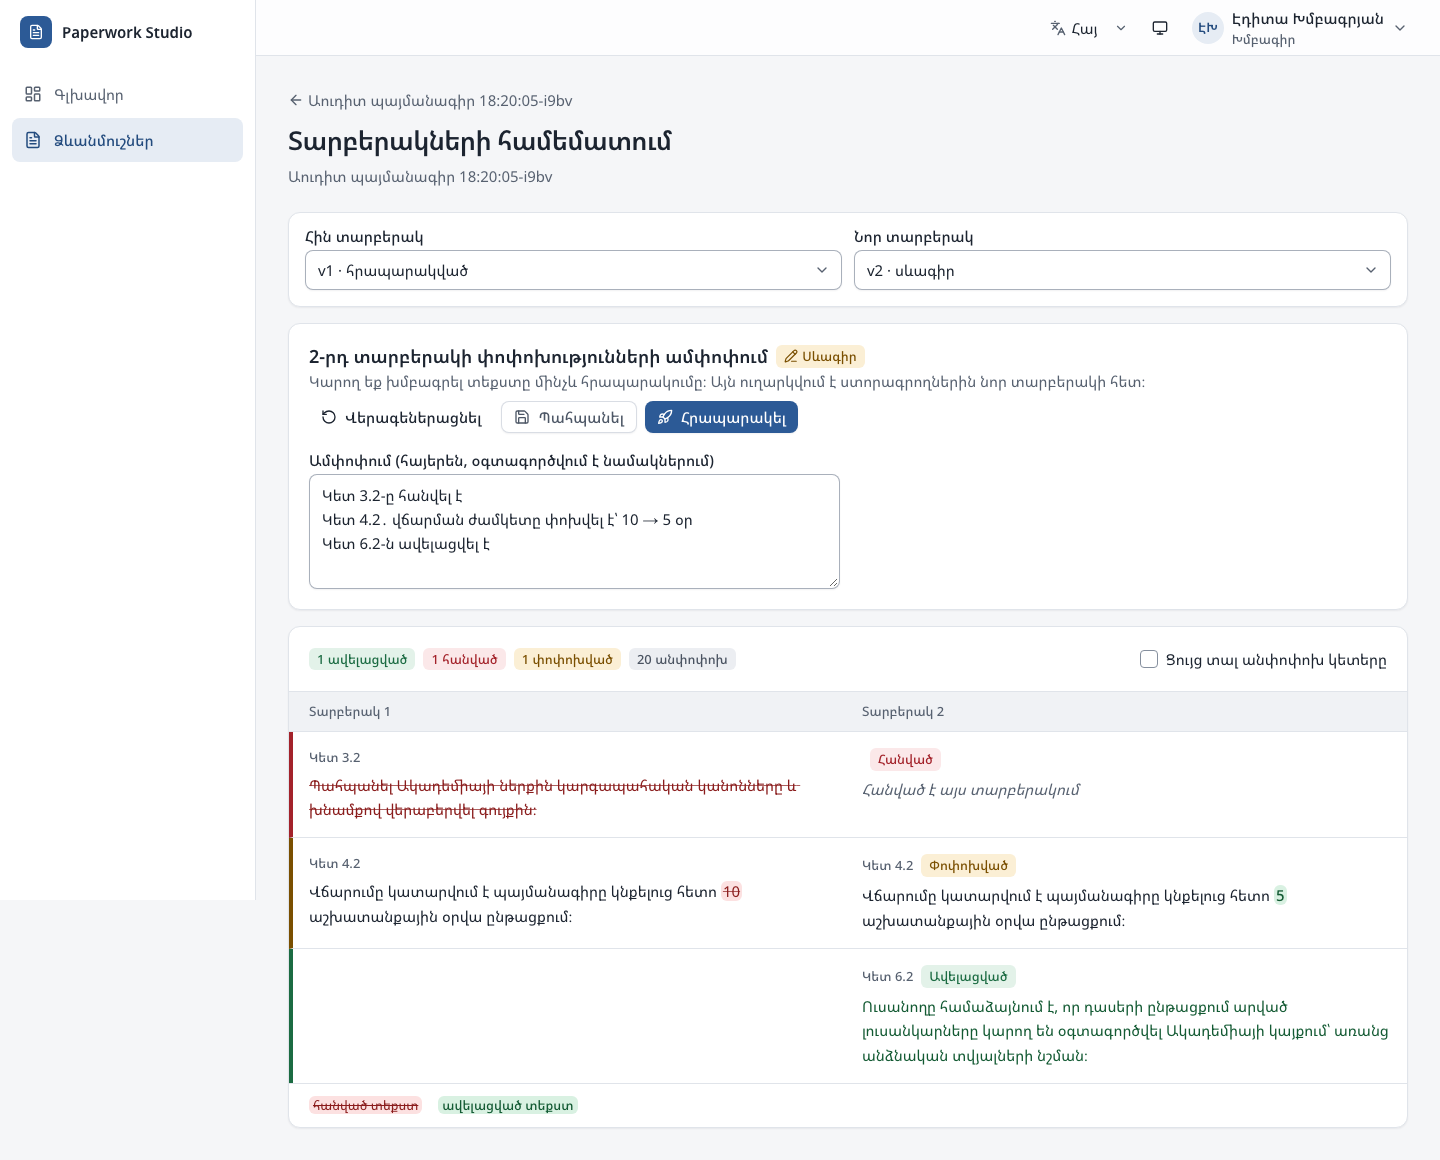 Paperwork Studio
Հայ
ԷԽ
Էդիտա Խմբագրյան
Խմբագիր
Գլխավոր
Ձևանմուշներ
← Աուդիտ պայմանագիր 18:20:05-i9bv
Տարբերակների համեմատում
Աուդիտ պայմանագիր 18:20:05-i9bv
Հին տարբերակ
Նոր տարբերակ
v1 · հրապարակված
v2 · սևագիր
2-րդ տարբերակի փոփոխությունների ամփոփում
Սևագիր
Կարող եք խմբագրել տեքստը մինչև հրապարակումը։ Այն ուղարկվում է ստորագրողներին նոր տարբերակի հետ։
Վերագեներացնել
Պահպանել
Հրապարակել
Ամփոփում (հայերեն, օգտագործվում է նամակներում)
Կետ 3.2-ը հանվել է
Կետ 4.2․ վճարման ժամկետը փոխվել է՝ 10 → 5 օր
Կետ 6.2-ն ավելացվել է
1 ավելացված
1 հանված
1 փոփոխված
20 անփոփոխ
Ցույց տալ անփոփոխ կետերը
Տարբերակ 1
Տարբերակ 2
Կետ 3.2
Պահպանել Ակադեմիայի ներքին կարգապահական կանոնները և
խնամքով վերաբերվել գույքին։
Հանված
Հանված է այս տարբերակում
Կետ 4.2
Վճարումը կատարվում է պայմանագիրը կնքելուց հետո 10
աշխատանքային օրվա ընթացքում։
Կետ 4.2
Փոփոխված
Վճարումը կատարվում է պայմանագիրը կնքելուց հետո 5
աշխատանքային օրվա ընթացքում։
Կետ 6.2
Ավելացված
Ուսանողը համաձայնում է, որ դասերի ընթացքում արված
լուսանկարները կարող են օգտագործվել Ակադեմիայի կայքում՝ առանց
անձնական տվյալների նշման։
հանված տեքստ
ավելացված տեքստ